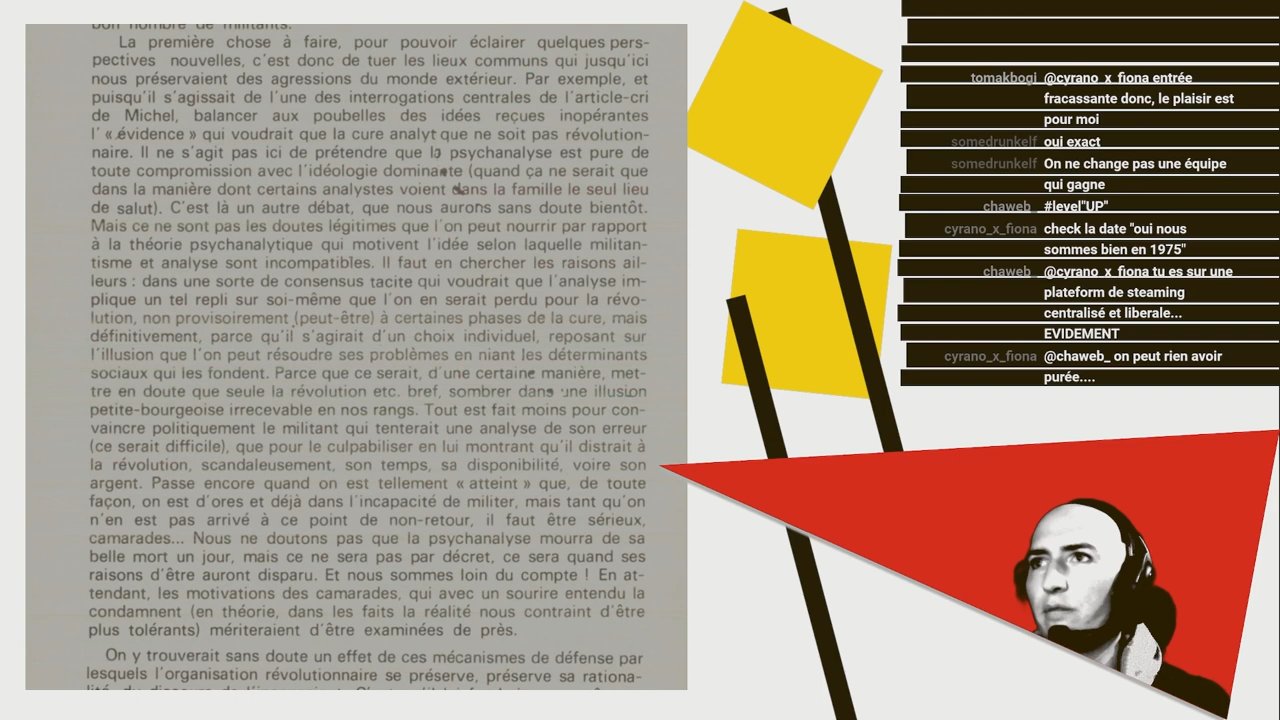 bon nombre de militants.
La première chose à faire, pour pouvoir éclairer quelques pers-
pectives nouvelles, c'est donc de tuer les lieux communs qui jusqu'ici
nous préservaient des agressions du monde extérieur. Par exemple, et
puisqu'il s'agissait de l'une des interrogations centrales de l'article-cri
de Michel, balancer aux poubelles des idées reçues inopérantes
l'« évidence » qui voudrait que la cure analytique ne soit pas révolution-
naire. Il ne s'agit pas ici de prétendre que la psychanalyse est pure de
toute compromission avec l'idéologie dominante (quand ça ne serait que
dans la manière dont certains analystes voient dans la famille le seul lieu
de salut). C'est là un autre débat, que nous aurons sans doute bientôt.
Mais ce ne sont pas les doutes légitimes que l'on peut nourrir par rapport
à la théorie psychanalytique qui motivent l'idée selon laquelle militan-
tisme et analyse sont incompatibles. Il faut en chercher les raisons ail-
leurs : dans une sorte de consensus tacite qui voudrait que l'analyse im-
plique un tel repli sur soi-même que l'on en serait perdu pour la révo-
lution, non provisoirement (peut-être) certaines phases de la cure, mais
définitivement, parce qu'il s'agirait d'un choix individuel, reposant sur
l'illusion que l'on peut résoudre ses problèmes en niant les déterminants
sociaux qui les fondent. Parce que ce serait, d'une certaine manière, met-
tre en doute que seule la révolution etc. bref, sombrer dans une illusion
petite-bourgeoise irrecevable en nos rangs. Tout est fait moins pour con-
vaincre politiquement le militant qui tenterait une analyse de son erreur
(ce serait difficile), que pour le culpabiliser en lui montrant qu'il distrait à
la révolution, scandaleusement, son temps, sa disponibilité, voire son
argent. Passe encore quand on est tellement « atteint » que, de toute
façon, on est d'ores et déjà dans l'incapacité de militer, mais tant qu'on
n'en est pas arrivé à ce point de non-retour, il faut être sérieux,
camarades... Nous ne doutons pas que la psychanalyse mourra de sa
belle mort un jour, mais ce ne sera pas par décret, ce sera quand ses
raisons d'être auront disparu. Et nous sommes loin du compte ! En at-
tendant, les motivations des camarades, qui avec un sourire entendu la
condamnent (en théorie, dans les faits la réalité nous contraint d'être
plus tolérants) mériteraient d'être examinées de près.
On y trouverait sans doute un effet de ces mécanismes de défense par
lesquels l'organisation révolutionnaire se préserve, préserve sa rationa-
tomakbogi @cyrano_x_fiona entrée
fracassante donc, le plaisir est
pour moi
somedrunkelf oui exact
somedrunkelf On ne change pas une équipe
qui gagne
chaweb_ #level"UP"
cyrano_x_fiona check la date "oui nous
sommes bien en 1975"
chaweb_ @cyrano_x_fiona tu es sur une
plateform de steaming
centralisé et liberale...
EVIDEMENT
cyrano_x_fiona @chaweb_ on peut rien avoir
purée....